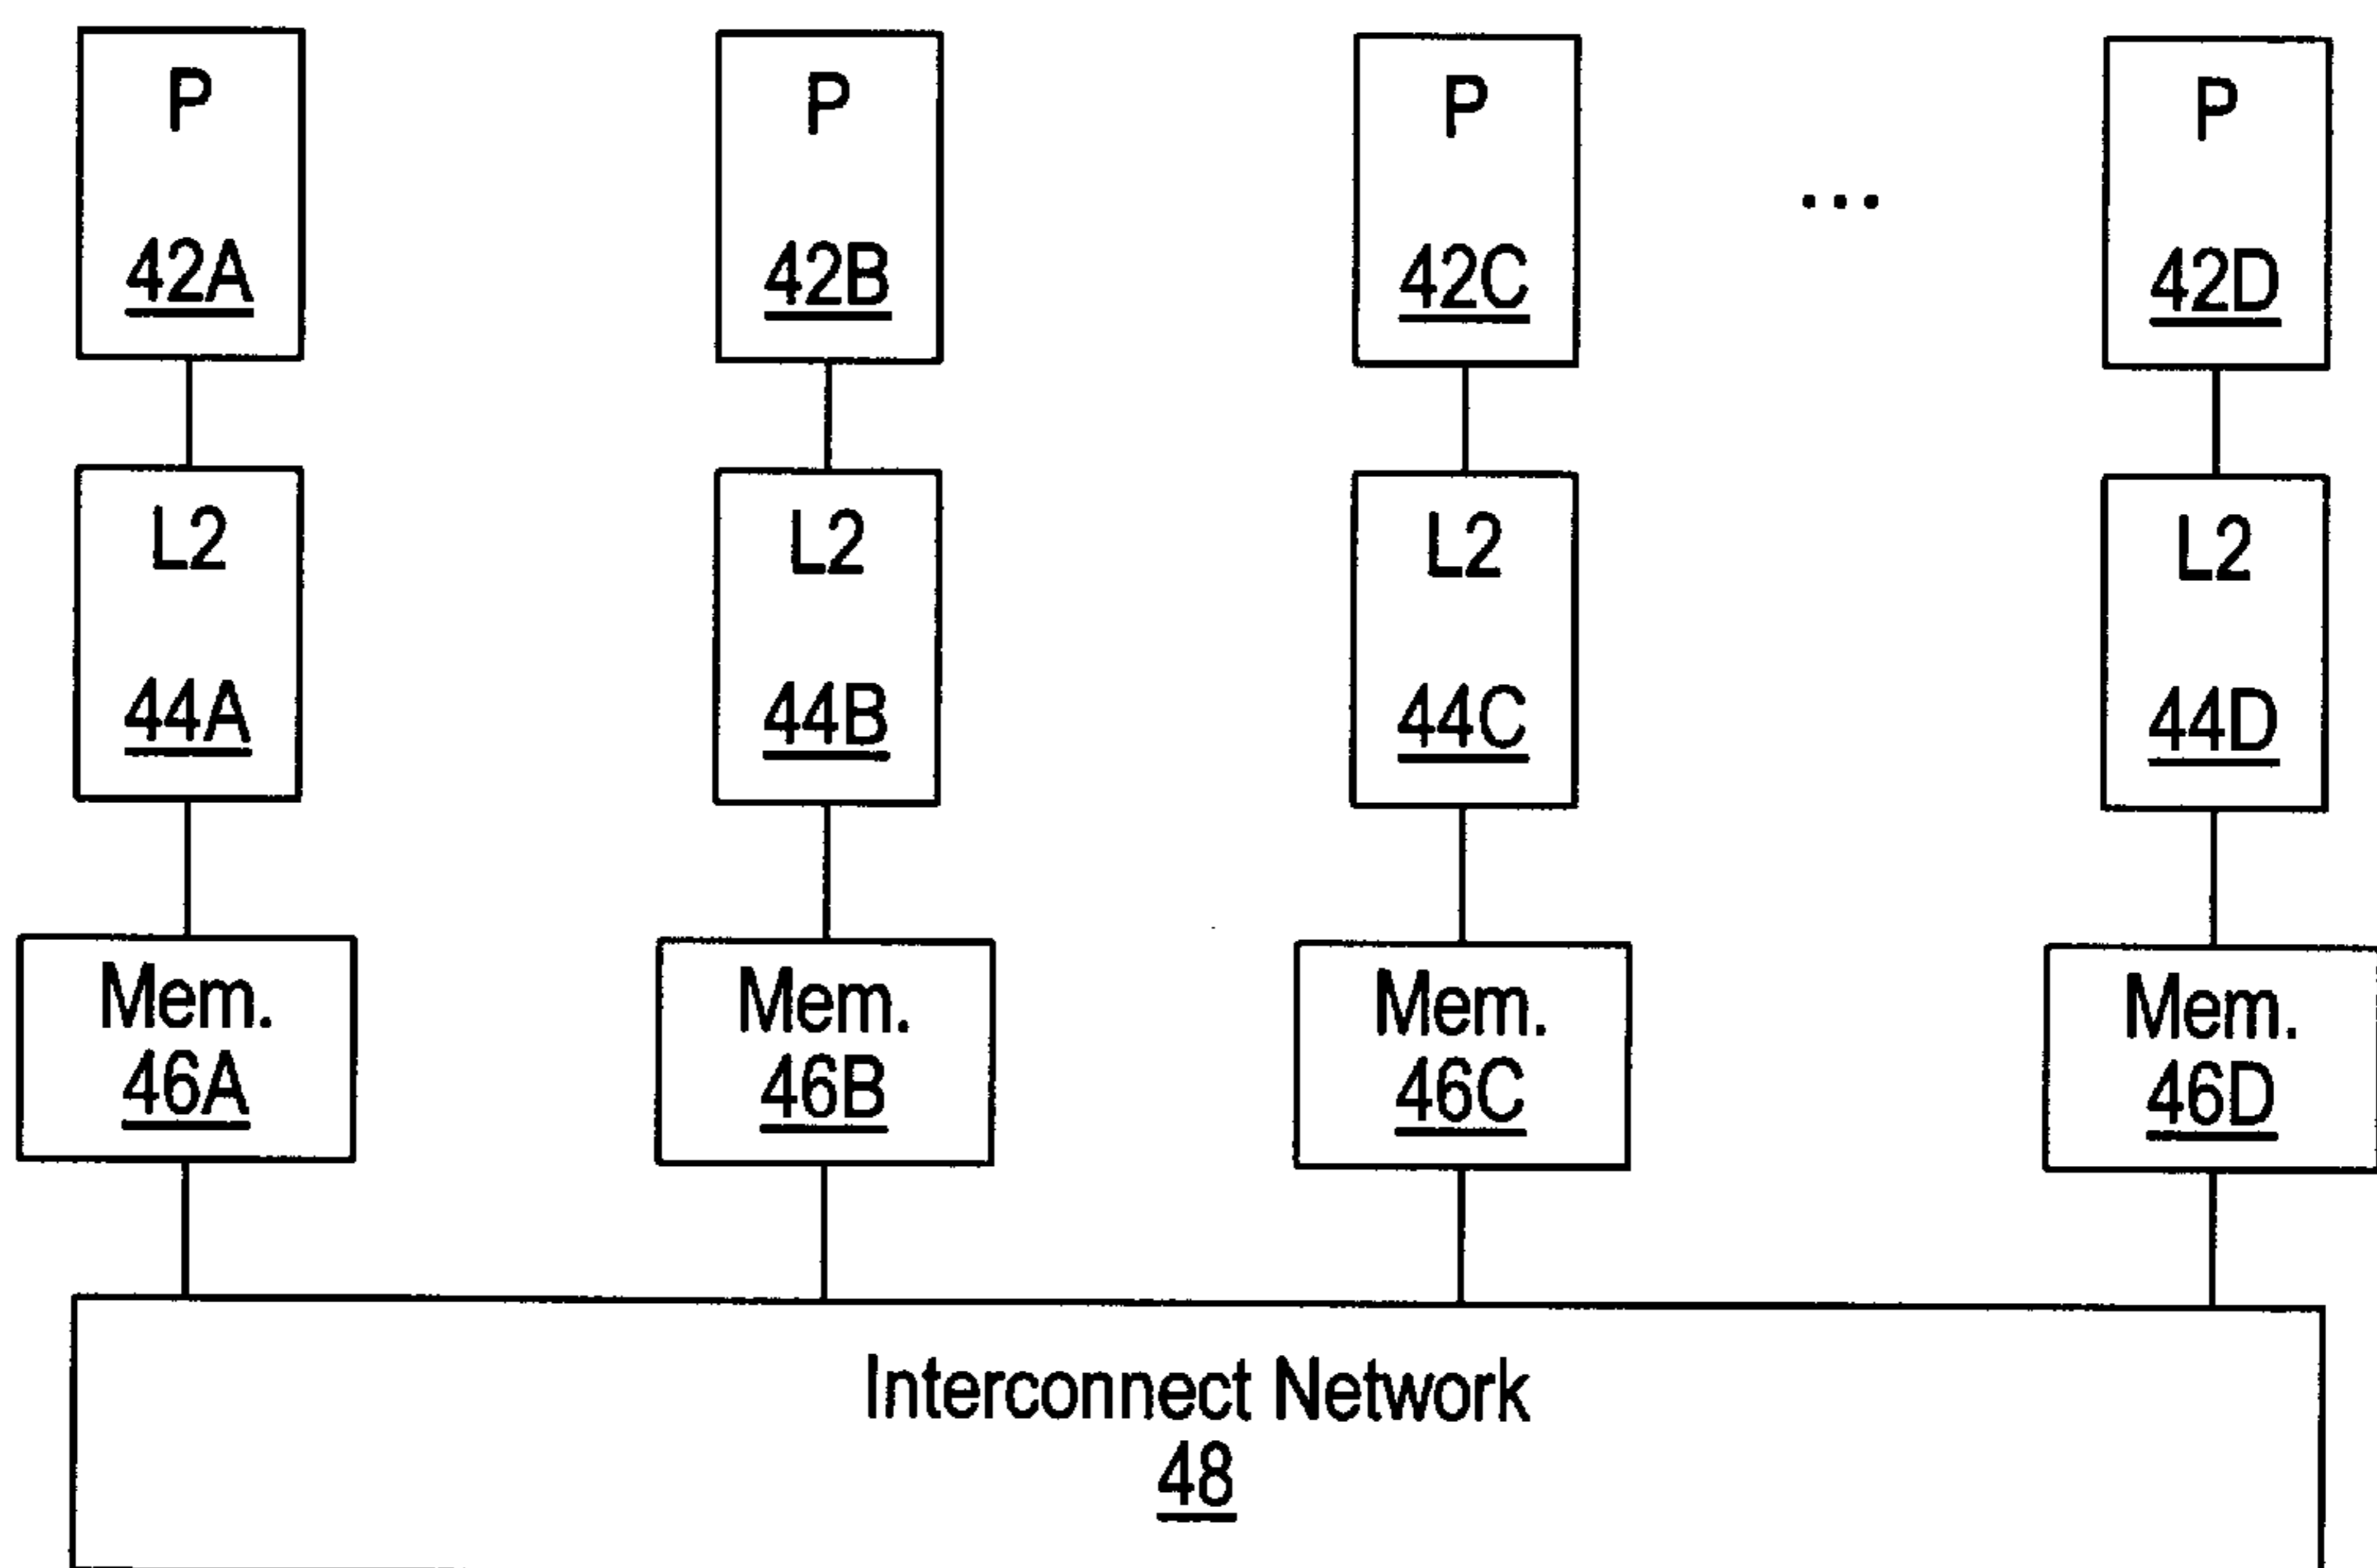 P P P ... P
42A 42B 42C 42D
L2 L2 L2 L2
44A 44B 44C 44D
Mem. Mem. Mem. Mem.
46A 46B 46C 46D
Interconnect Network
48